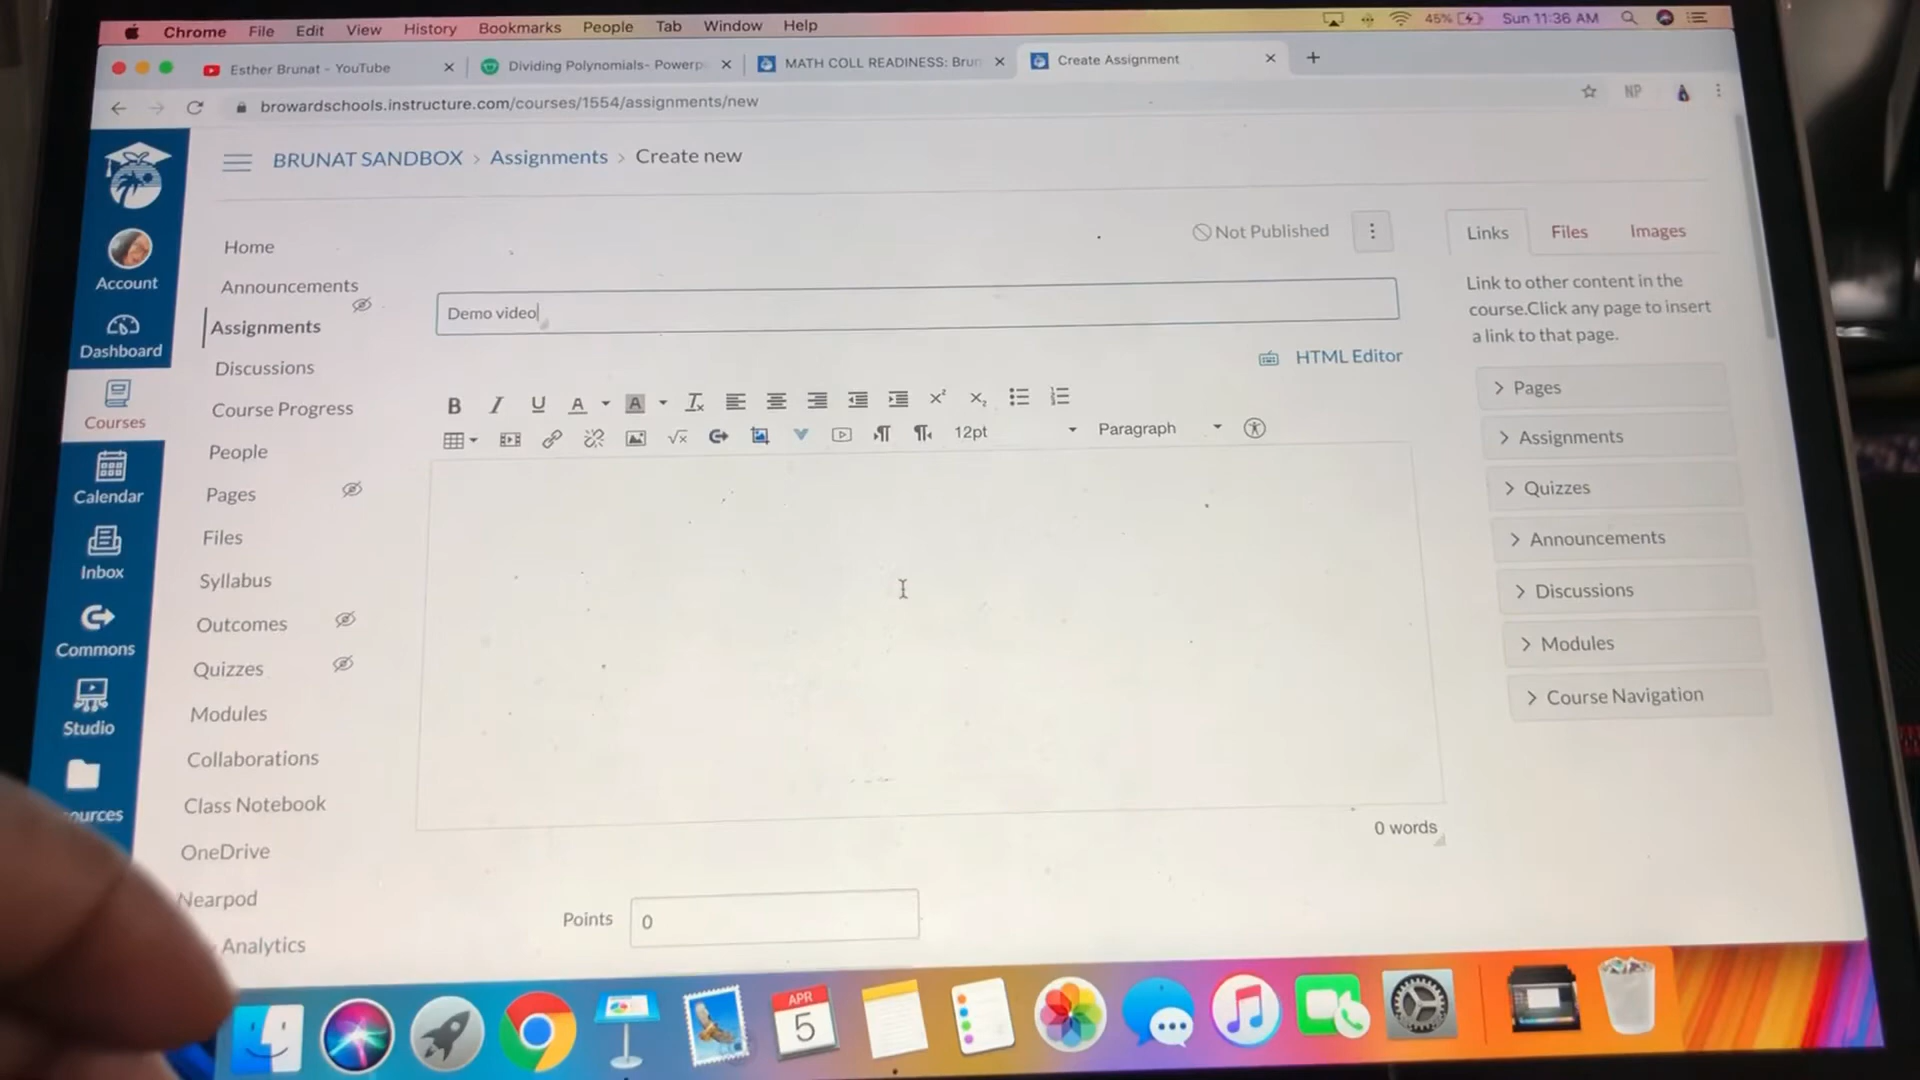 Chrome File Edit View History Bookmarks People Tab Window Help
45% Sun 11:36 AM
Esther Brunat - YouTube
Dividing Polynomials- Powerp
MATH COLL READINESS: Brun
Create Assignment
browardschools.instructure.com/courses/1554/assignments/new
NP
BRUNAT SANDBOX > Assignments > Create new
Account
Dashboard
Courses
Calendar
Inbox
Commons
Studio
ources
Home
Announcements
Assignments
Discussions
Course Progress
People
Pages
Files
Syllabus
Outcomes
Quizzes
Modules
Collaborations
Class Notebook
OneDrive
Nearpod
Analytics
Not Published
Demo video
HTML Editor
12pt
Paragraph
0 words
Points 0
Links Files Images
Link to other content in the
course.Click any page to insert
a link to that page.
Pages
Assignments
Quizzes
Announcements
Discussions
Modules
Course Navigation
APR
5